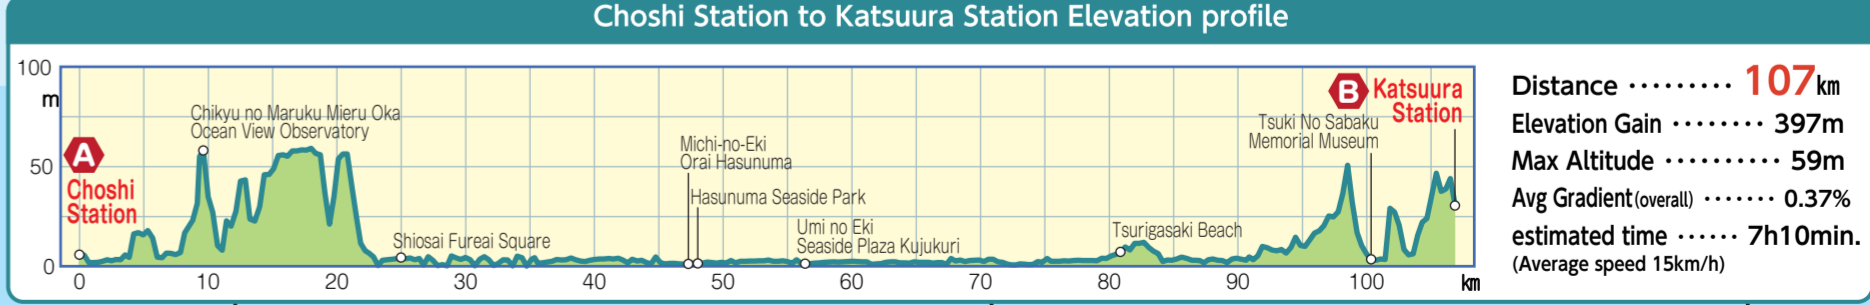 Choshi Station to Katsuura Station Elevation profile
100
m
50
0
A
Choshi
Station
Chikyu no Maruku Mieru Oka
Ocean View Observatory
Shiosai Fureai Square
Michi-no-Eki
Orai Hasunuma
Hasunuma Seaside Park
Umi no Eki
Seaside Plaza Kujukuri
Tsurigasaki Beach
Tsuki No Sabaku
Memorial Museum
B Katsuura
Station
0 10 20 30 40 50 60 70 80 90 100 km
Distance ········· 107km
Elevation Gain ········ 397m
Max Altitude ·········· 59m
Avg Gradient(overall) ······· 0.37%
estimated time ······ 7h10min.
(Average speed 15km/h)